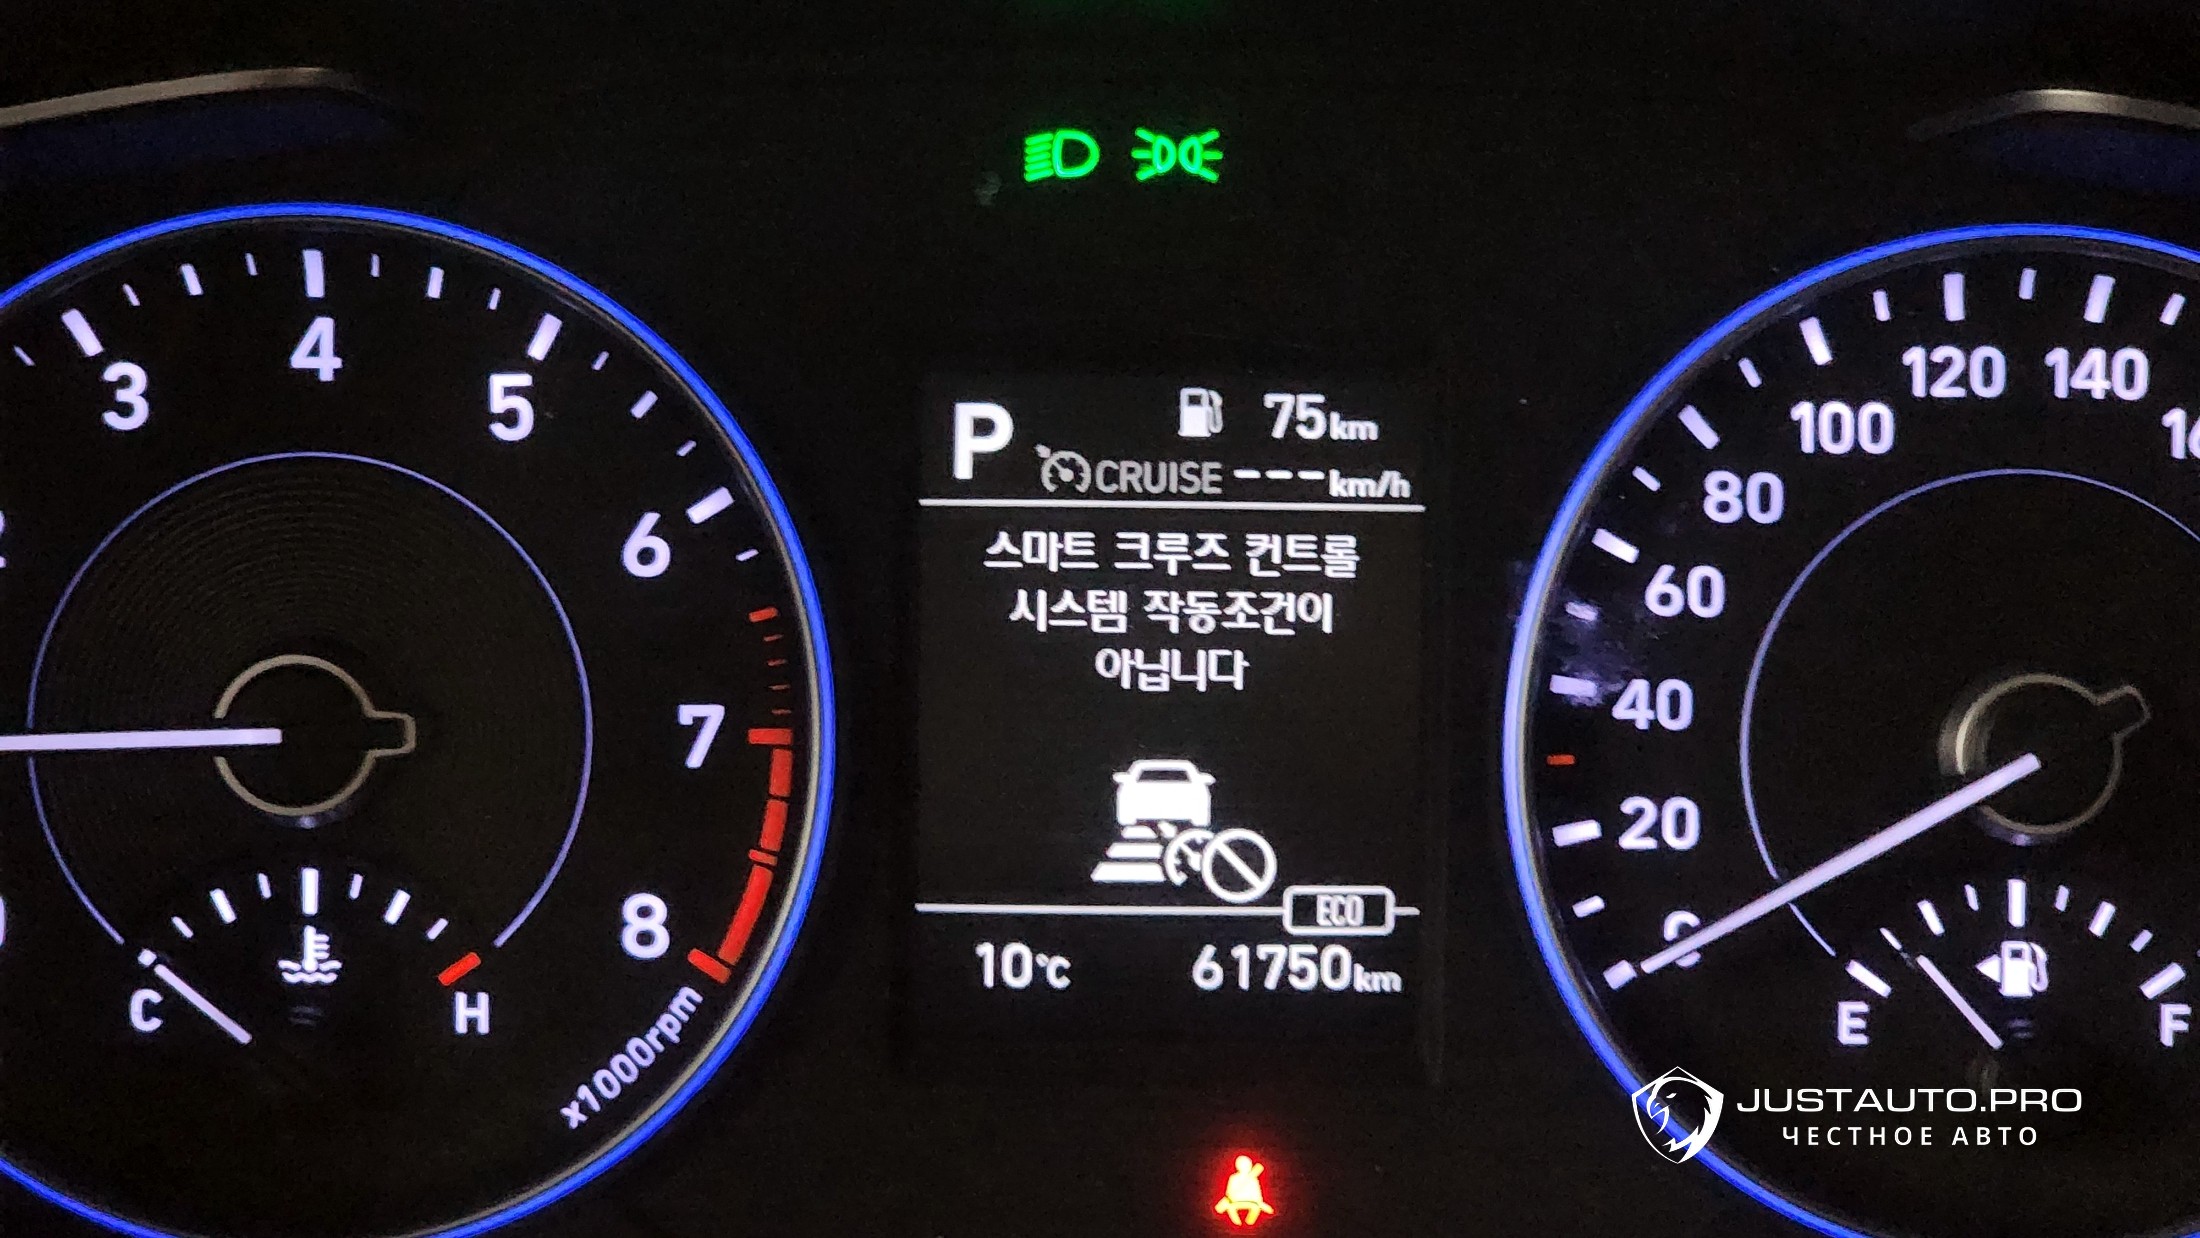 3
4
5
6
7
8
x1000rpm
C
H
P
75km
CRUISE ---km/h
스마트 크루즈 컨트롤
시스템 작동조건이
아닙니다
ECO
10℃
61750km
20
40
60
80
100
120
140
E
F
JUSTAUTO.PRO
ЧЕСТНОЕ АВТО